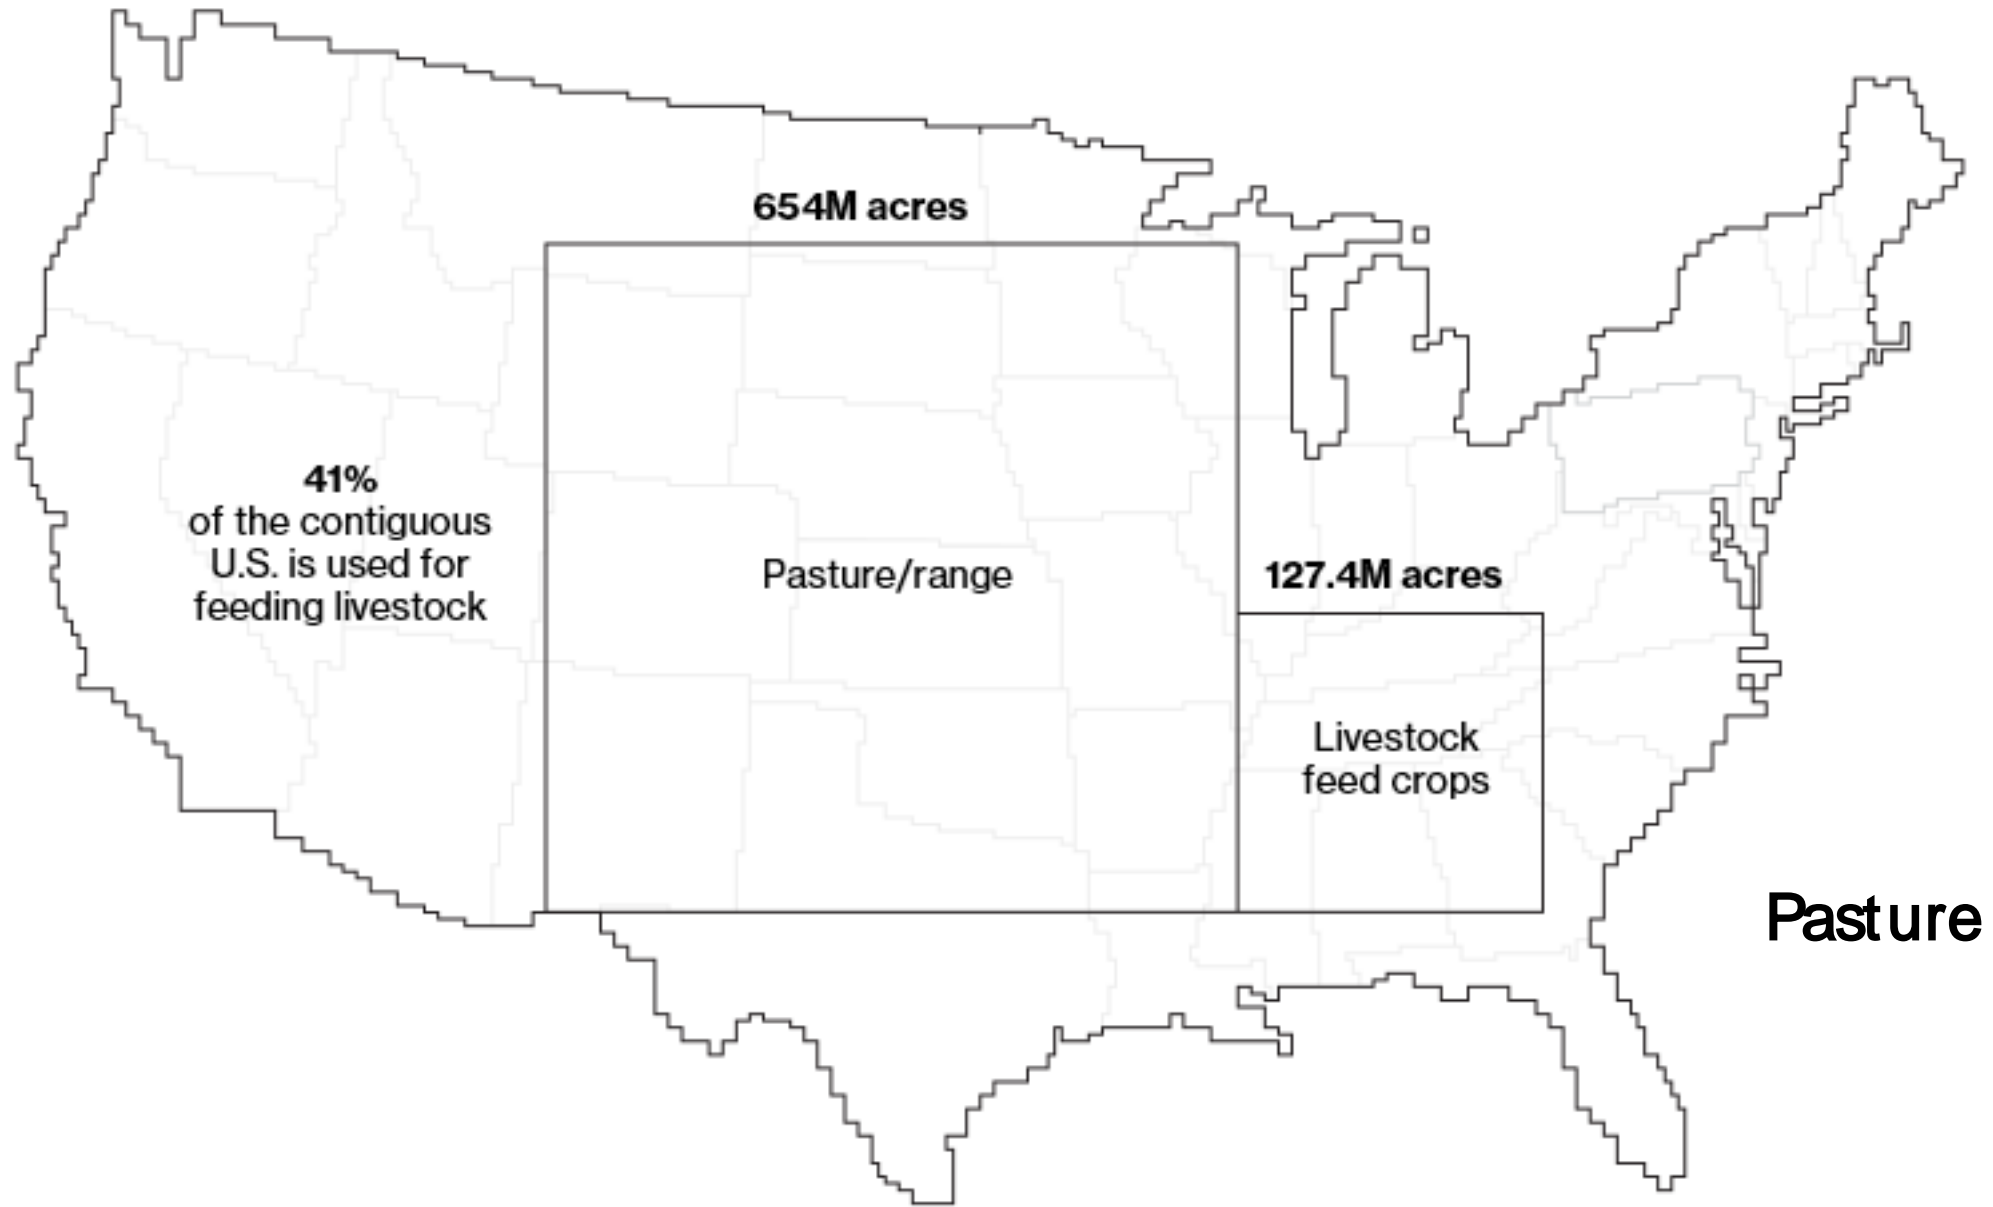 654M acres
41%
of the contiguous
U.S. is used for
feeding livestock
Pasture/range
127.4M acres
Livestock
feed crops
Pasture